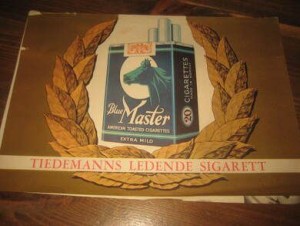 Blue Master
AMERICAN TOASTED CIGARETTES
EXTRA MILD
20 CIGARETTES
TIEDEMANNS LEDENDE SIGARETT